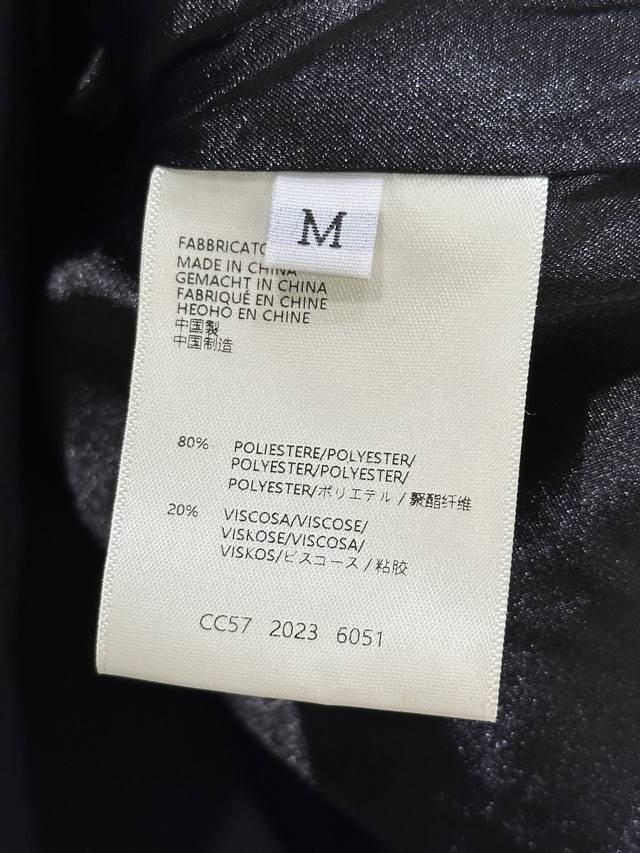 M
FABBRICATO
MADE IN CHINA
GEMACHT IN CHINA
FABRIQUÉ EN CHINE
HEOHO EN CHINE
中国製
中国制造
80% POLIESTERE/POLYESTER/
POLYESTER/POLYESTER/
POLYESTER/ポリエテル / 聚酯纤维
20% VISCOSA/VISCOSE/
VISKOSE/VISCOSA/
VISKOS/ビスコース / 粘胶
CC57 2023 6051